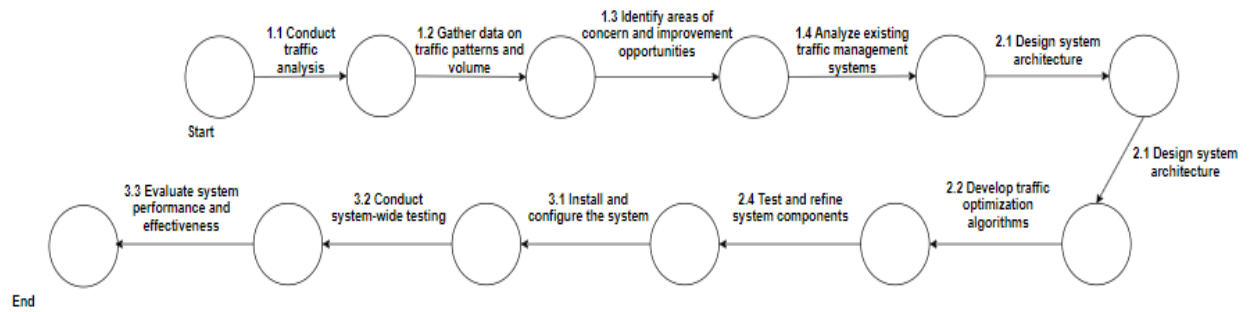 1.1 Conduct
traffic
analysis
1.2 Gather data on
traffic patterns and
volume
1.3 Identify areas of
concern and improvement
opportunities
1.4 Analyze existing
traffic management
systems
2.1 Design system
architecture
Start
2.1 Design system
architecture
2.2 Develop traffic
optimization
algorithms
2.4 Test and refine
system components
3.1 Install and
configure the system
3.2 Conduct
system-wide testing
3.3 Evaluate system
performance and
effectiveness
End